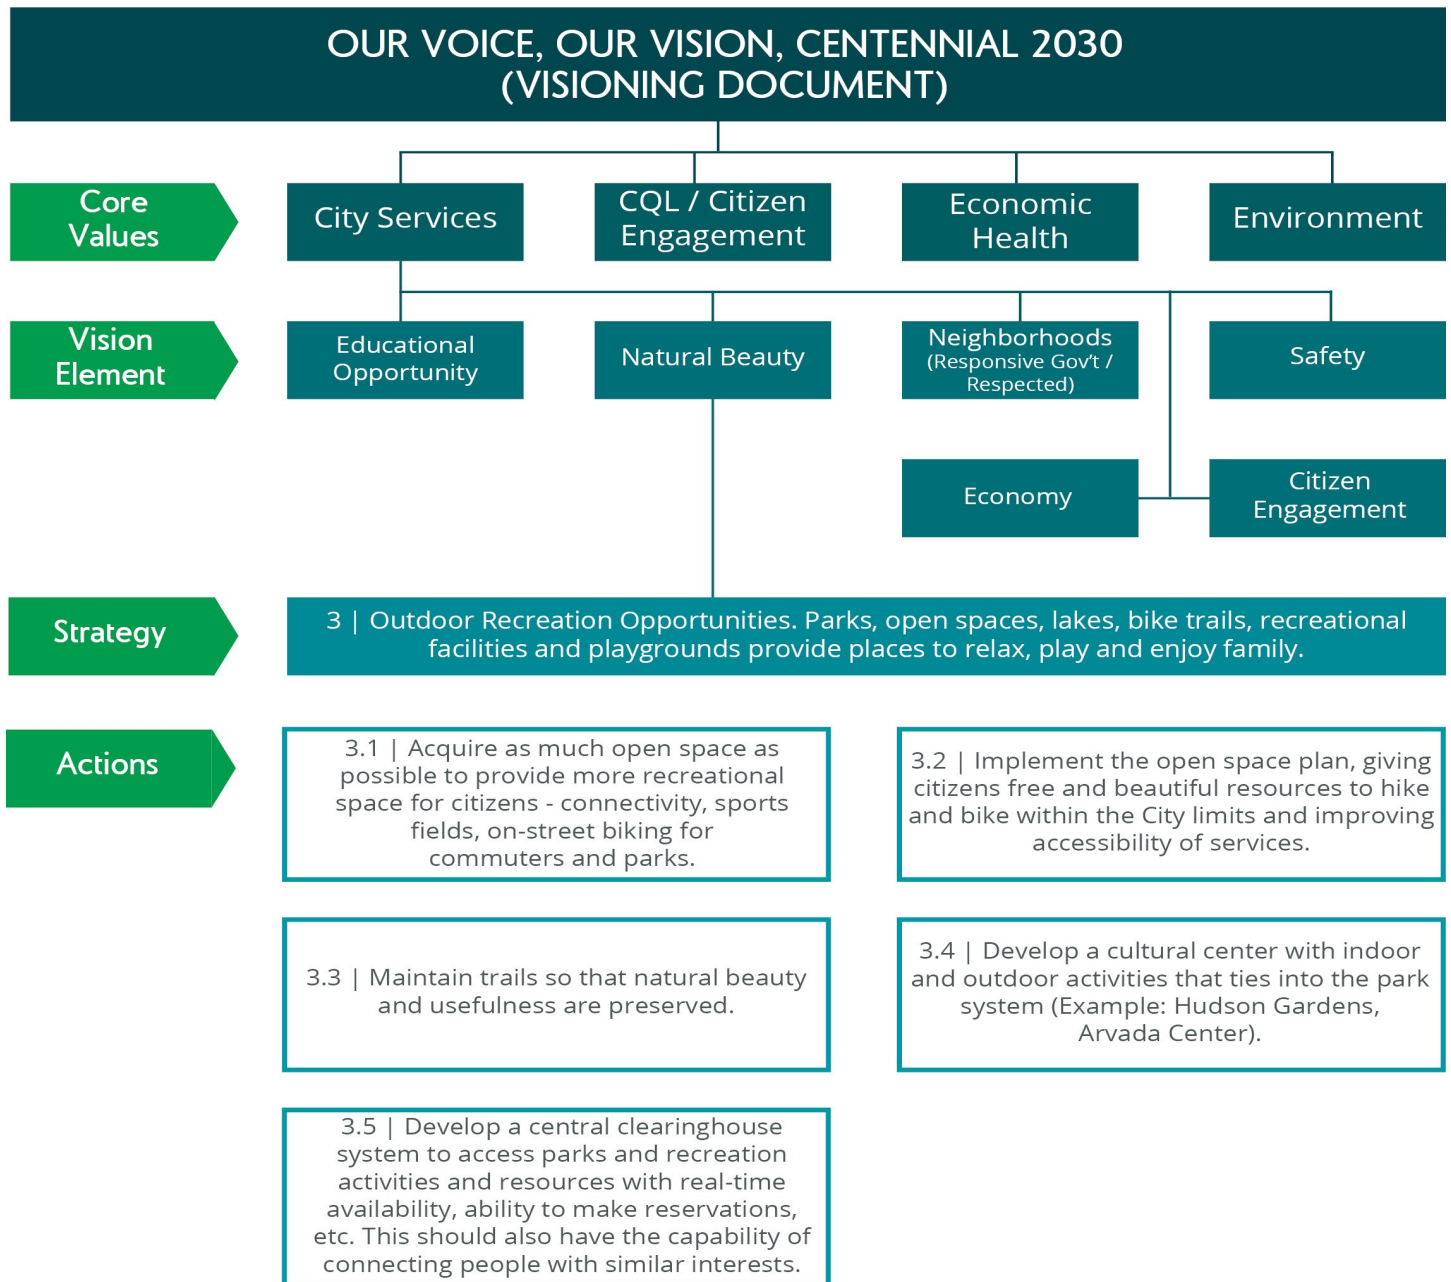 OUR VOICE, OUR VISION, CENTENNIAL 2030
(VISIONING DOCUMENT)
Core
Values
City Services
CQL / Citizen
Engagement
Economic
Health
Environment
Vision
Element
Educational
Opportunity
Natural Beauty
Neighborhoods
(Responsive Gov't /
Respected)
Safety
Economy
Citizen
Engagement
Strategy
3 | Outdoor Recreation Opportunities. Parks, open spaces, lakes, bike trails, recreational
facilities and playgrounds provide places to relax, play and enjoy family.
Actions
3.1 | Acquire as much open space as
possible to provide more recreational
space for citizens - connectivity, sports
fields, on-street biking for
commuters and parks.
3.2 | Implement the open space plan, giving
citizens free and beautiful resources to hike
and bike within the City limits and improving
accessibility of services.
3.3 | Maintain trails so that natural beauty
and usefulness are preserved.
3.4 | Develop a cultural center with indoor
and outdoor activities that ties into the park
system (Example: Hudson Gardens,
Arvada Center).
3.5 | Develop a central clearinghouse
system to access parks and recreation
activities and resources with real-time
availability, ability to make reservations,
etc. This should also have the capability of
connecting people with similar interests.